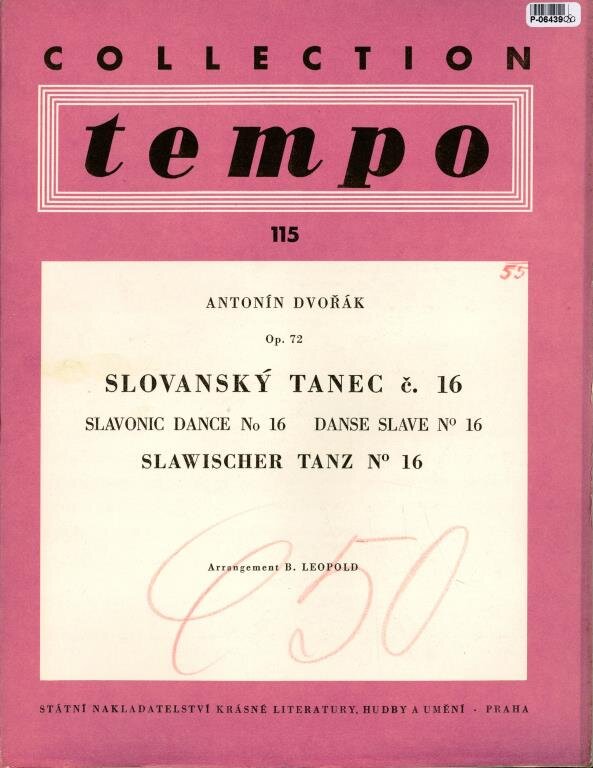 P-0643960
COLLECTION
tempo
115
55
ANTONÍN DVOŘÁK
Op. 72
SLOVANSKÝ TANEC č. 16
SLAVONIC DANCE No 16 DANSE SLAVE Nº 16
SLAWISCHER TANZ Nº 16
C 50
Arrangement B. LEOPOLD
STÁTNÍ NAKLADATELSTVÍ KRÁSNÉ LITERATURY, HUDBY A UMĚNÍ - PRAHA